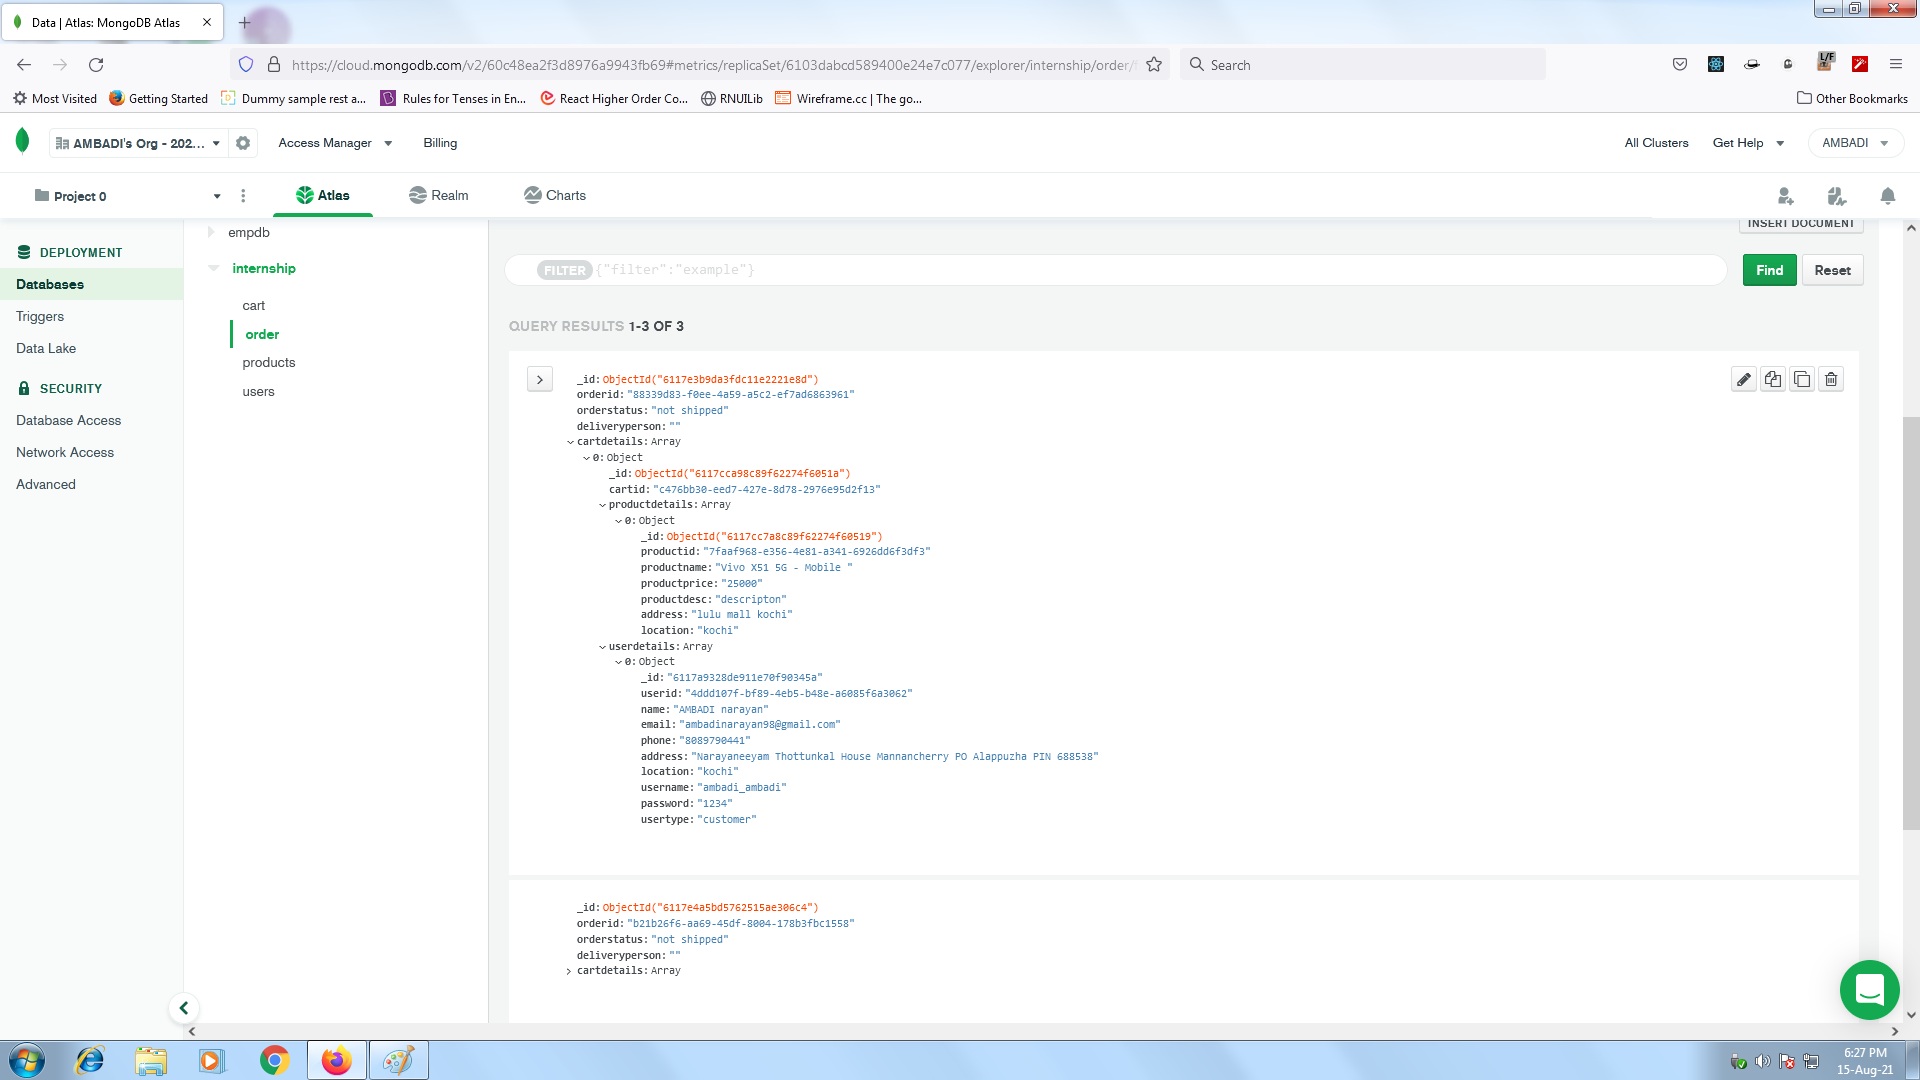 Data | Atlas: MongoDB Atlas
https://cloud.mongodb.com/v2/60c48ea2f3d8976a9943fb69#metrics/replicaSet/6103dabcd589400e24e7c077/explorer/internship/order/
Search
L/F
Most Visited
Getting Started
Dummy sample rest a...
Rules for Tenses in En...
React Higher Order Co...
RNUILib
Wireframe.cc | The go...
Other Bookmarks
AMBADI's Org - 202...
Access Manager
Billing
All Clusters
Get Help
AMBADI
Project 0
Atlas
Realm
Charts
DEPLOYMENT
Databases
Triggers
Data Lake
SECURITY
Database Access
Network Access
Advanced
empdb
internship
cart
order
products
users
INSERT DOCUMENT
FILTER {"filter":"example"}
Find
Reset
QUERY RESULTS 1-3 OF 3
_id: ObjectId("6117e3b9da3fdc11e2221e8d")
orderid: "88339d83-f0ee-4a59-a5c2-ef7ad6863961"
orderstatus: "not shipped"
deliveryperson: ""
cartdetails: Array
0: Object
_id: ObjectId("6117cca98c89f62274f6051a")
cartid: "c476bb30-eed7-427e-8d78-2976e95d2f13"
productdetails: Array
0: Object
_id: ObjectId("6117cc7a8c89f62274f60519")
productid: "7faaf968-e356-4e81-a341-6926dd6f3df3"
productname: "Vivo X51 5G - Mobile "
productprice: "25000"
productdesc: "descripton"
address: "lulu mall kochi"
location: "kochi"
userdetails: Array
0: Object
_id: "6117a9328de911e70f90345a"
userid: "4ddd107f-bf89-4eb5-b48e-a6085f6a3062"
name: "AMBADI narayan"
email: "ambadinarayan98@gmail.com"
phone: "8089790441"
address: "Narayaneeyam Thottunkal House Mannancherry PO Alappuzha PIN 688538"
location: "kochi"
username: "ambadi_ambadi"
password: "1234"
usertype: "customer"
_id: ObjectId("6117e4a5bd5762515ae306c4")
orderid: "b21b26f6-aa69-45df-8004-178b3fbc1558"
orderstatus: "not shipped"
deliveryperson: ""
cartdetails: Array
6:27 PM
15-Aug-21